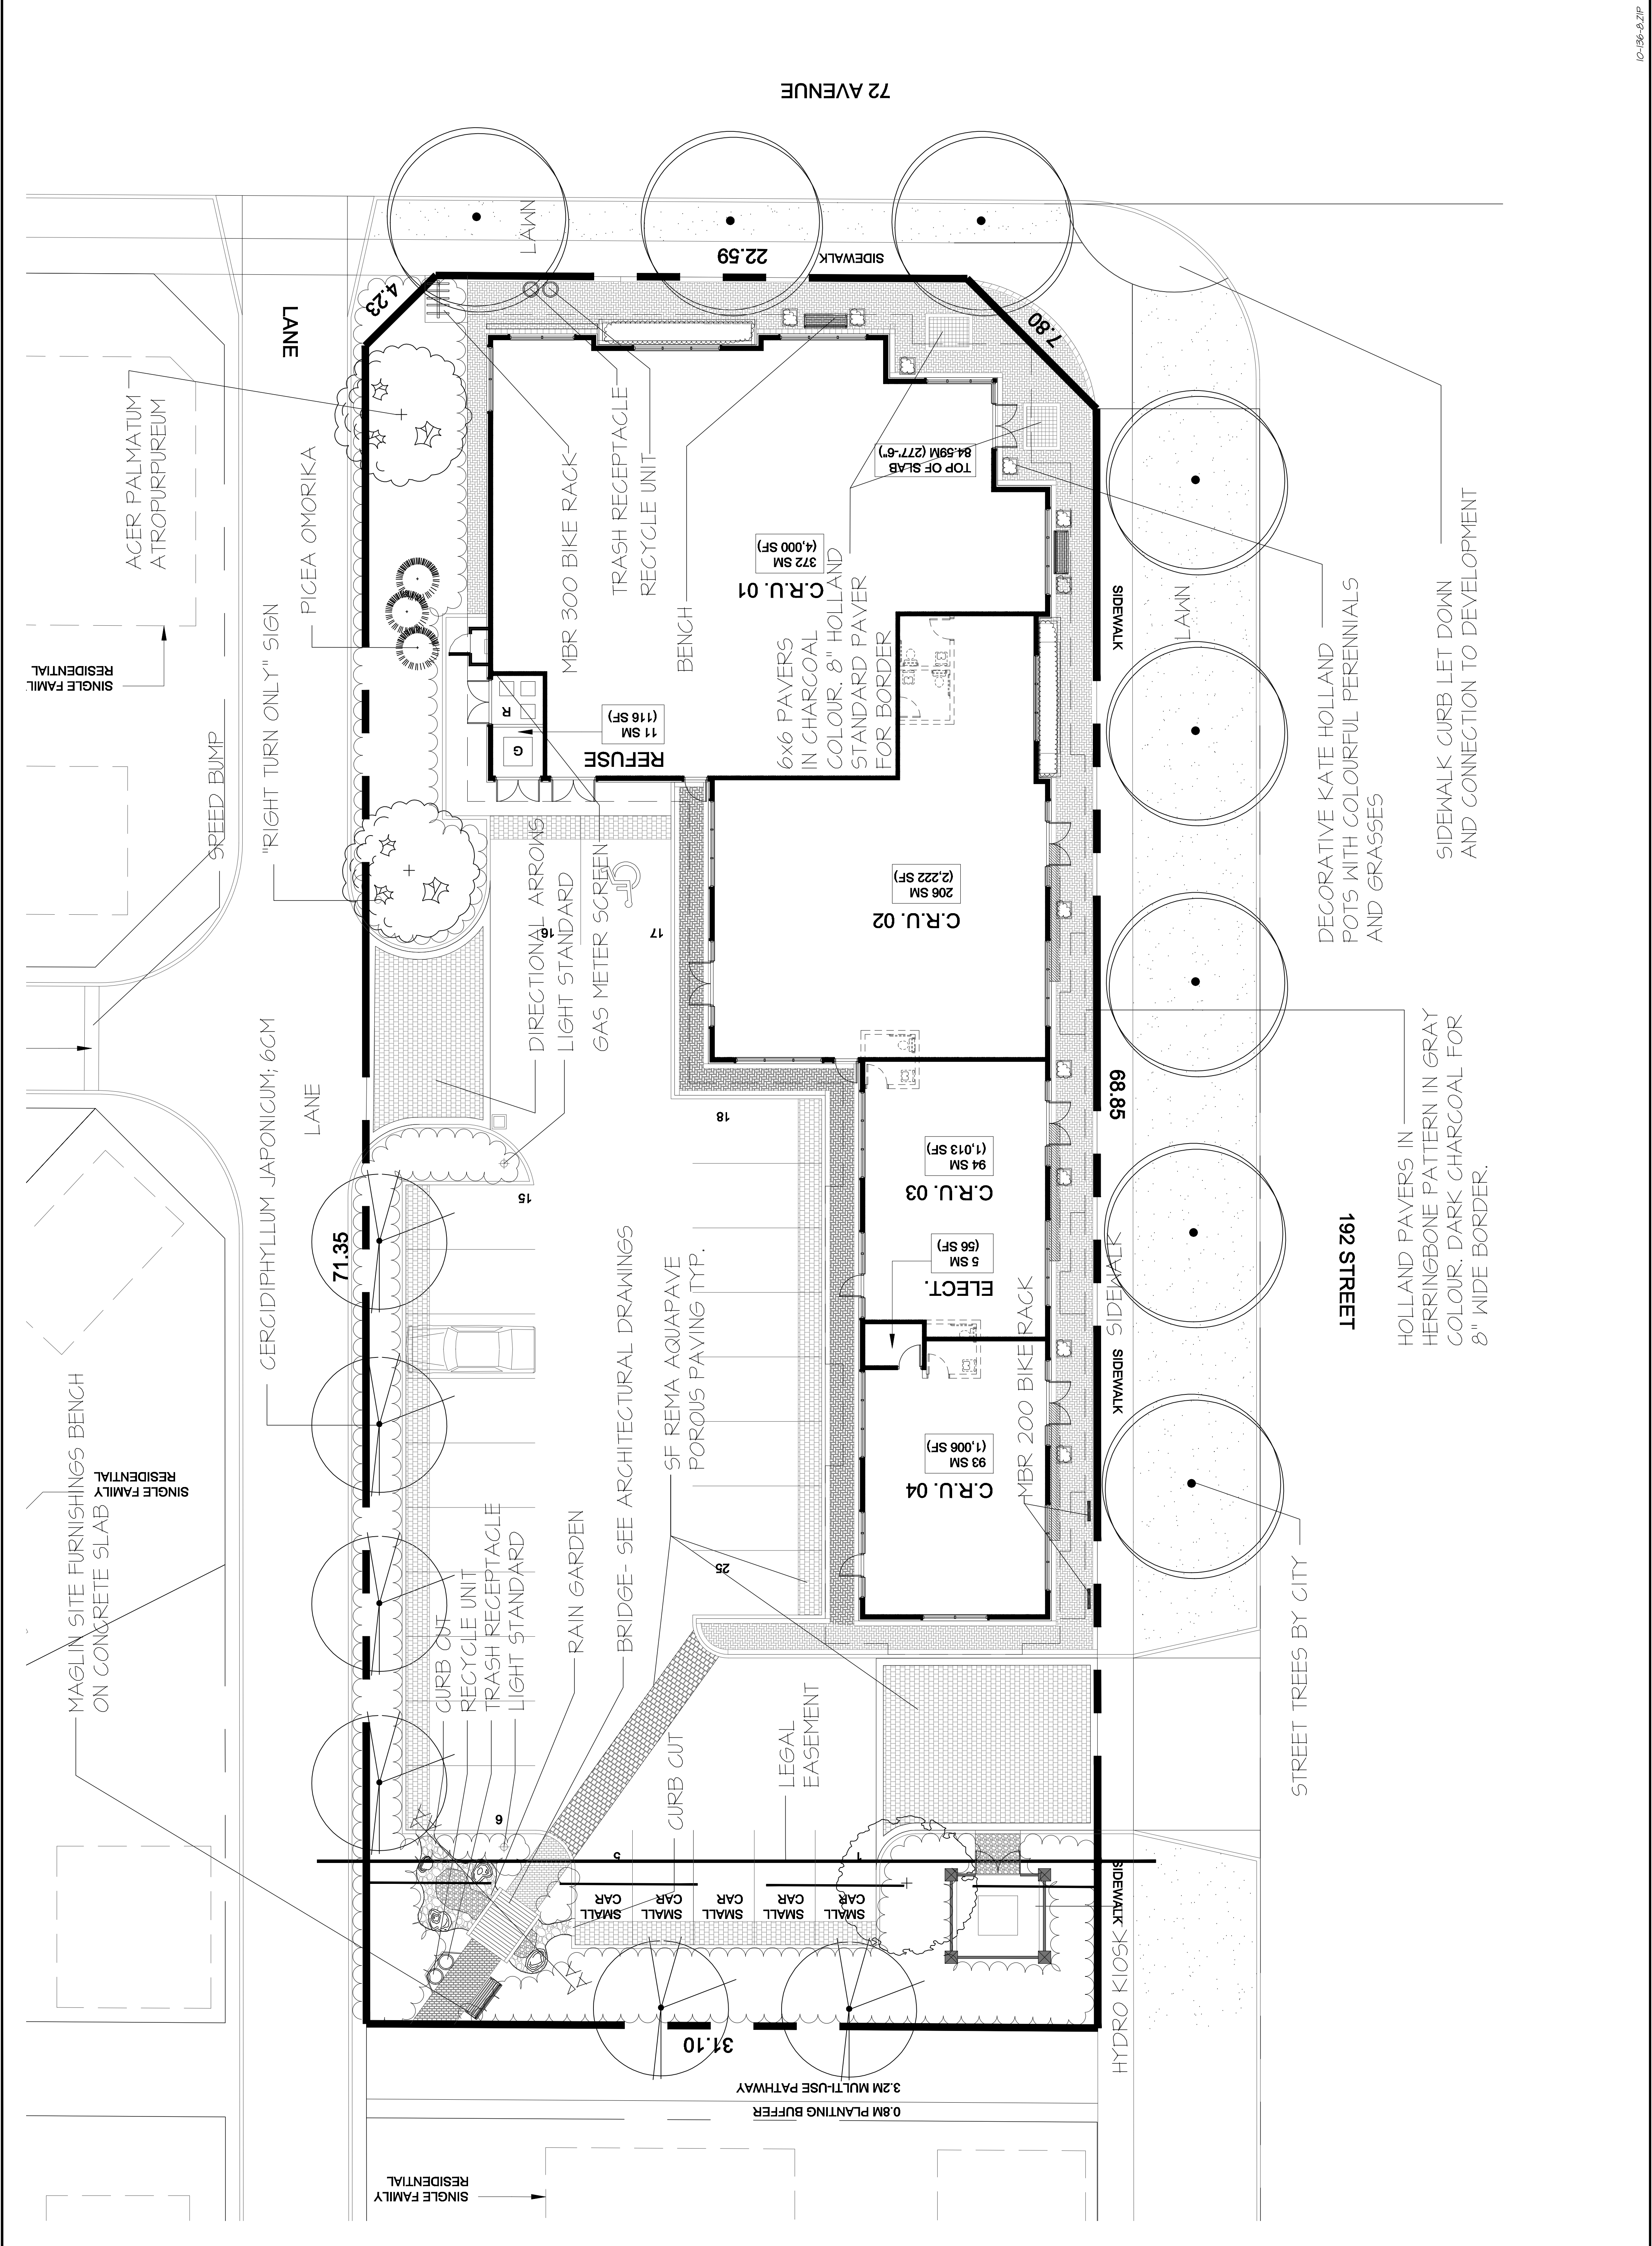 10-136-8.ZIP
72 AVENUE
LAWN
22.59
SIDEWALK
4.23
7.80
LANE
ACER PALMATUM
ATROPURPUREUM
PICEA OMORIKA
"RIGHT TURN ONLY" SIGN
SINGLE FAMILY
RESIDENTIAL
SPEED BUMP
MBR 300 BIKE RACK
TRASH RECEPTACLE
RECYCLE UNIT
BENCH
TOP OF SLAB
84.59M (277'-6")
C.R.U. 01
372 SM
(4,000 SF)
6x6 PAVERS
IN CHARCOAL
COLOUR. 8" HOLLAND
STANDARD PAVER
FOR BORDER
REFUSE
11 SM
(116 SF)
R
G
SIDEWALK
LAWN
DECORATIVE KATE HOLLAND
POTS WITH COLOURFUL PERENNIALS
AND GRASSES
SIDEWALK CURB LET DOWN
AND CONNECTION TO DEVELOPMENT
DIRECTIONAL ARROWS
LIGHT STANDARD
GAS METER SCREEN
16
17
C.R.U. 02
206 SM
(2,222 SF)
CERCIDIPHYLLUM JAPONICUM; 6CM
LANE
18
15
68.85
C.R.U. 03
94 SM
(1,013 SF)
71.35
192 STREET
HOLLAND PAVERS IN
HERRINGBONE PATTERN IN GRAY
COLOUR. DARK CHARCOAL FOR
8" WIDE BORDER.
ELECT.
5 SM
(56 SF)
SIDEWALK
SIDEWALK
MBR 200 BIKE RACK
C.R.U. 04
93 SM
(1,006 SF)
SF REMA AQUAPAVE
POROUS PAVING TYP.
BRIDGE- SEE ARCHITECTURAL DRAWINGS
RAIN GARDEN
MAGLIN SITE FURNISHINGS BENCH
ON CONCRETE SLAB
SINGLE FAMILY
RESIDENTIAL
CURB CUT
RECYCLE UNIT
TRASH RECEPTACLE
LIGHT STANDARD
25
STREET TREES BY CITY
CURB CUT
LEGAL
EASEMENT
6
5
1
SMALL
CAR
SMALL
CAR
SMALL
CAR
SMALL
CAR
SMALL
CAR
SIDEWALK
HYDRO KIOSK
31.10
3.2M MULTI-USE PATHWAY
0.8M PLANTING BUFFER
SINGLE FAMILY
RESIDENTIAL